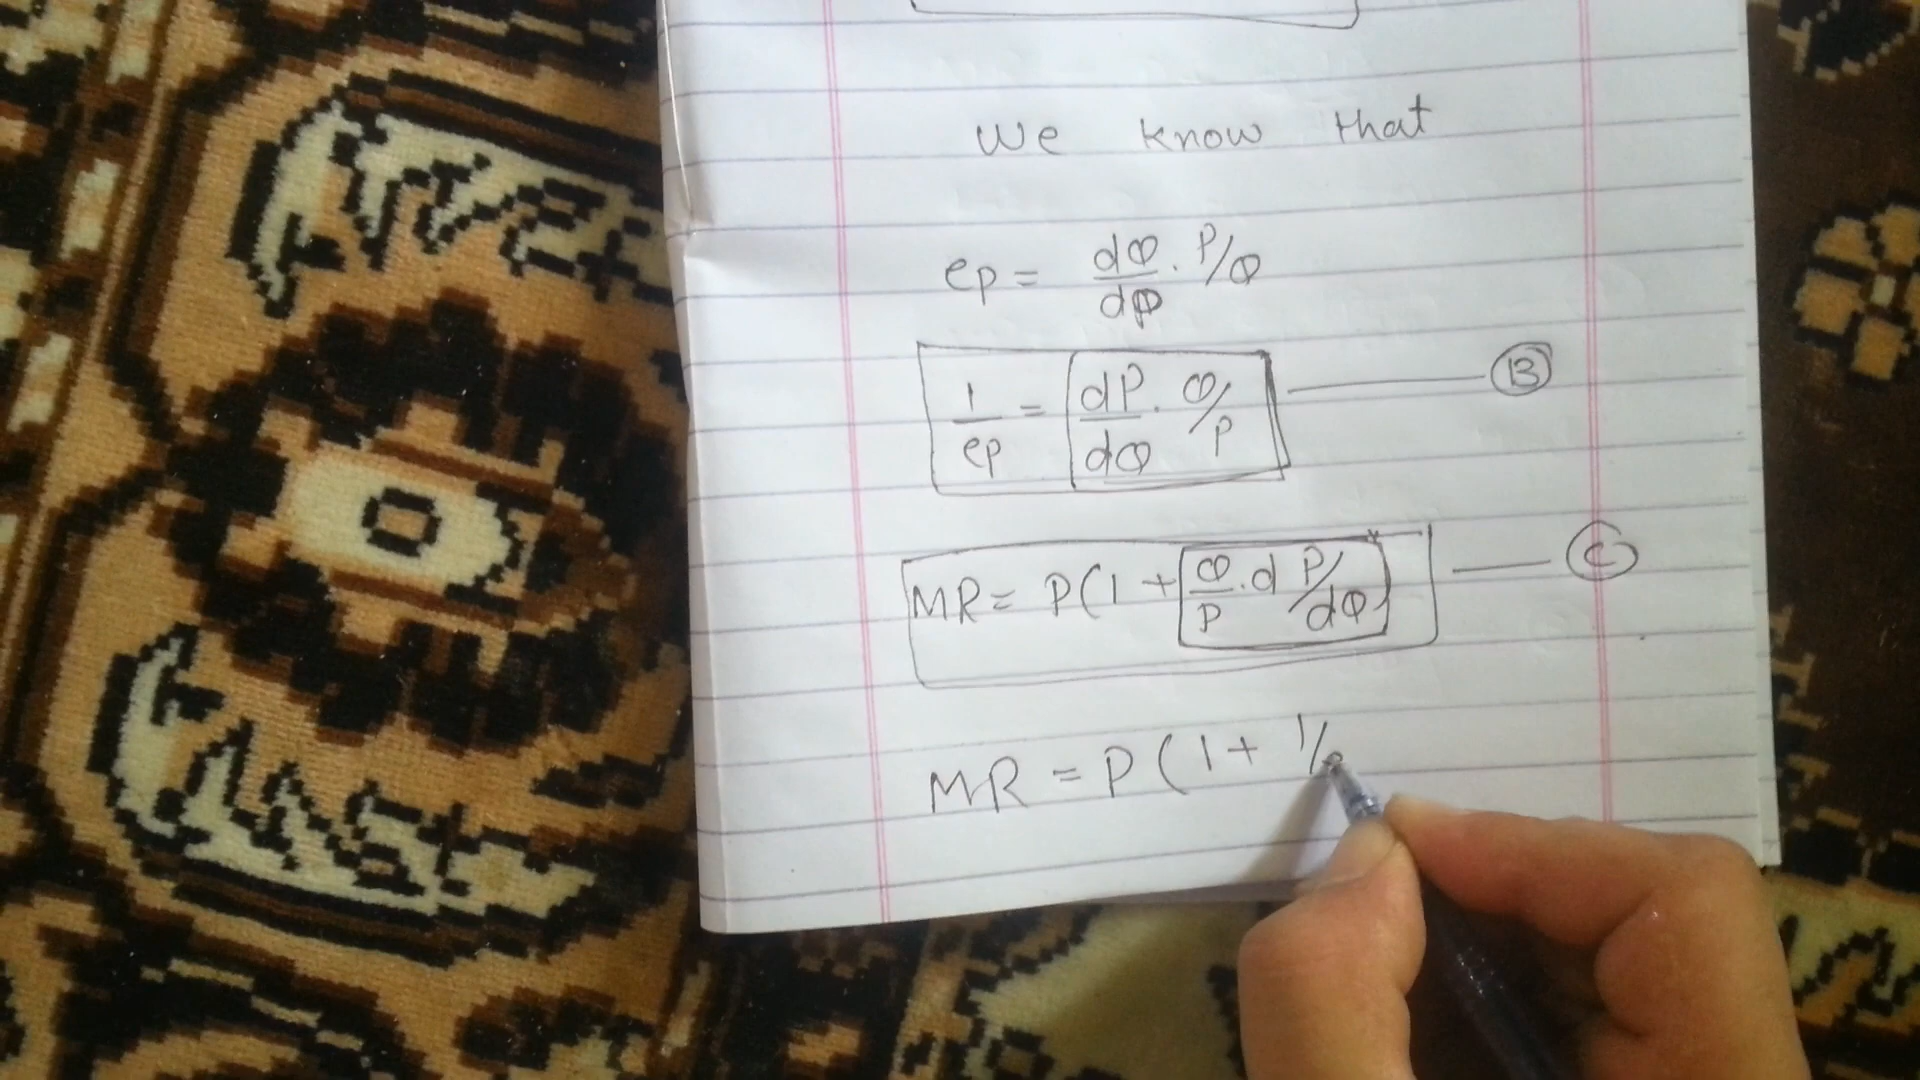 We know that
ep = dQ/dP . P/Q
1/ep = dP/dQ . Q/P —— B
MR = P(1 + Q/P . dP/dQ) —— C
MR = P(1 + 1/e